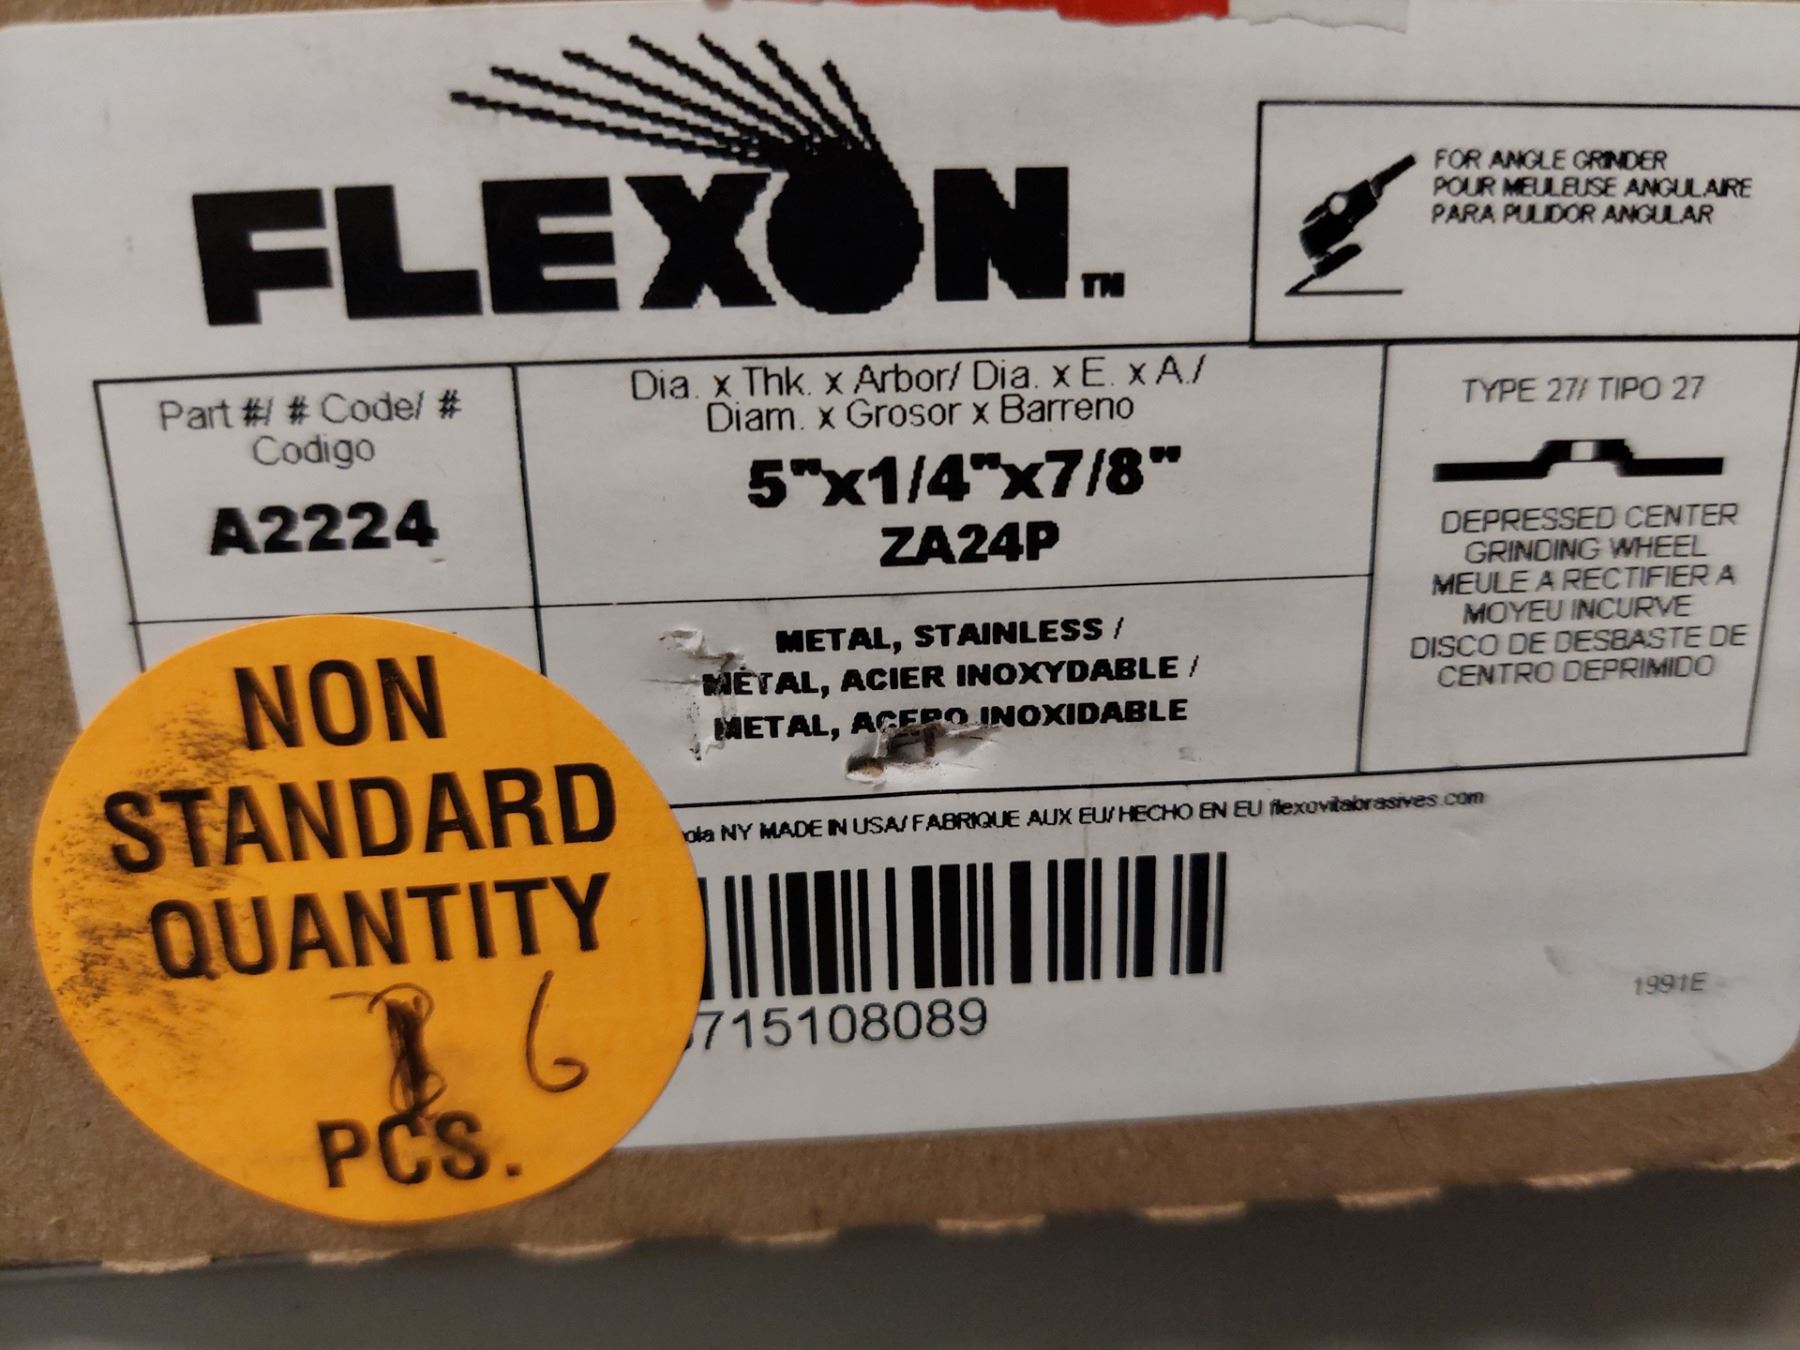 FLEXON™
FOR ANGLE GRINDER
POUR MEULEUSE ANGULAIRE
PARA PULIDOR ANGULAR
Part #/ # Code/ #
Codigo
A2224
Dia. x Thk. x Arbor/ Dia. x E. x A./
Diam. x Grosor x Barreno
5"x1/4"x7/8"
ZA24P
TYPE 27/ TIPO 27
DEPRESSED CENTER
GRINDING WHEEL
MEULE A RECTIFIER A
MOYEU INCURVE
DISCO DE DESBASTE DE
CENTRO DEPRIMIDO
METAL, STAINLESS /
METAL, ACIER INOXYDABLE /
METAL, ACERO INOXIDABLE
NY MADE IN USA/ FABRIQUE AUX EU/ HECHO EN EU flexovitabrasives.com
715108089
1991E
NON
STANDARD
QUANTITY
6
PCS.